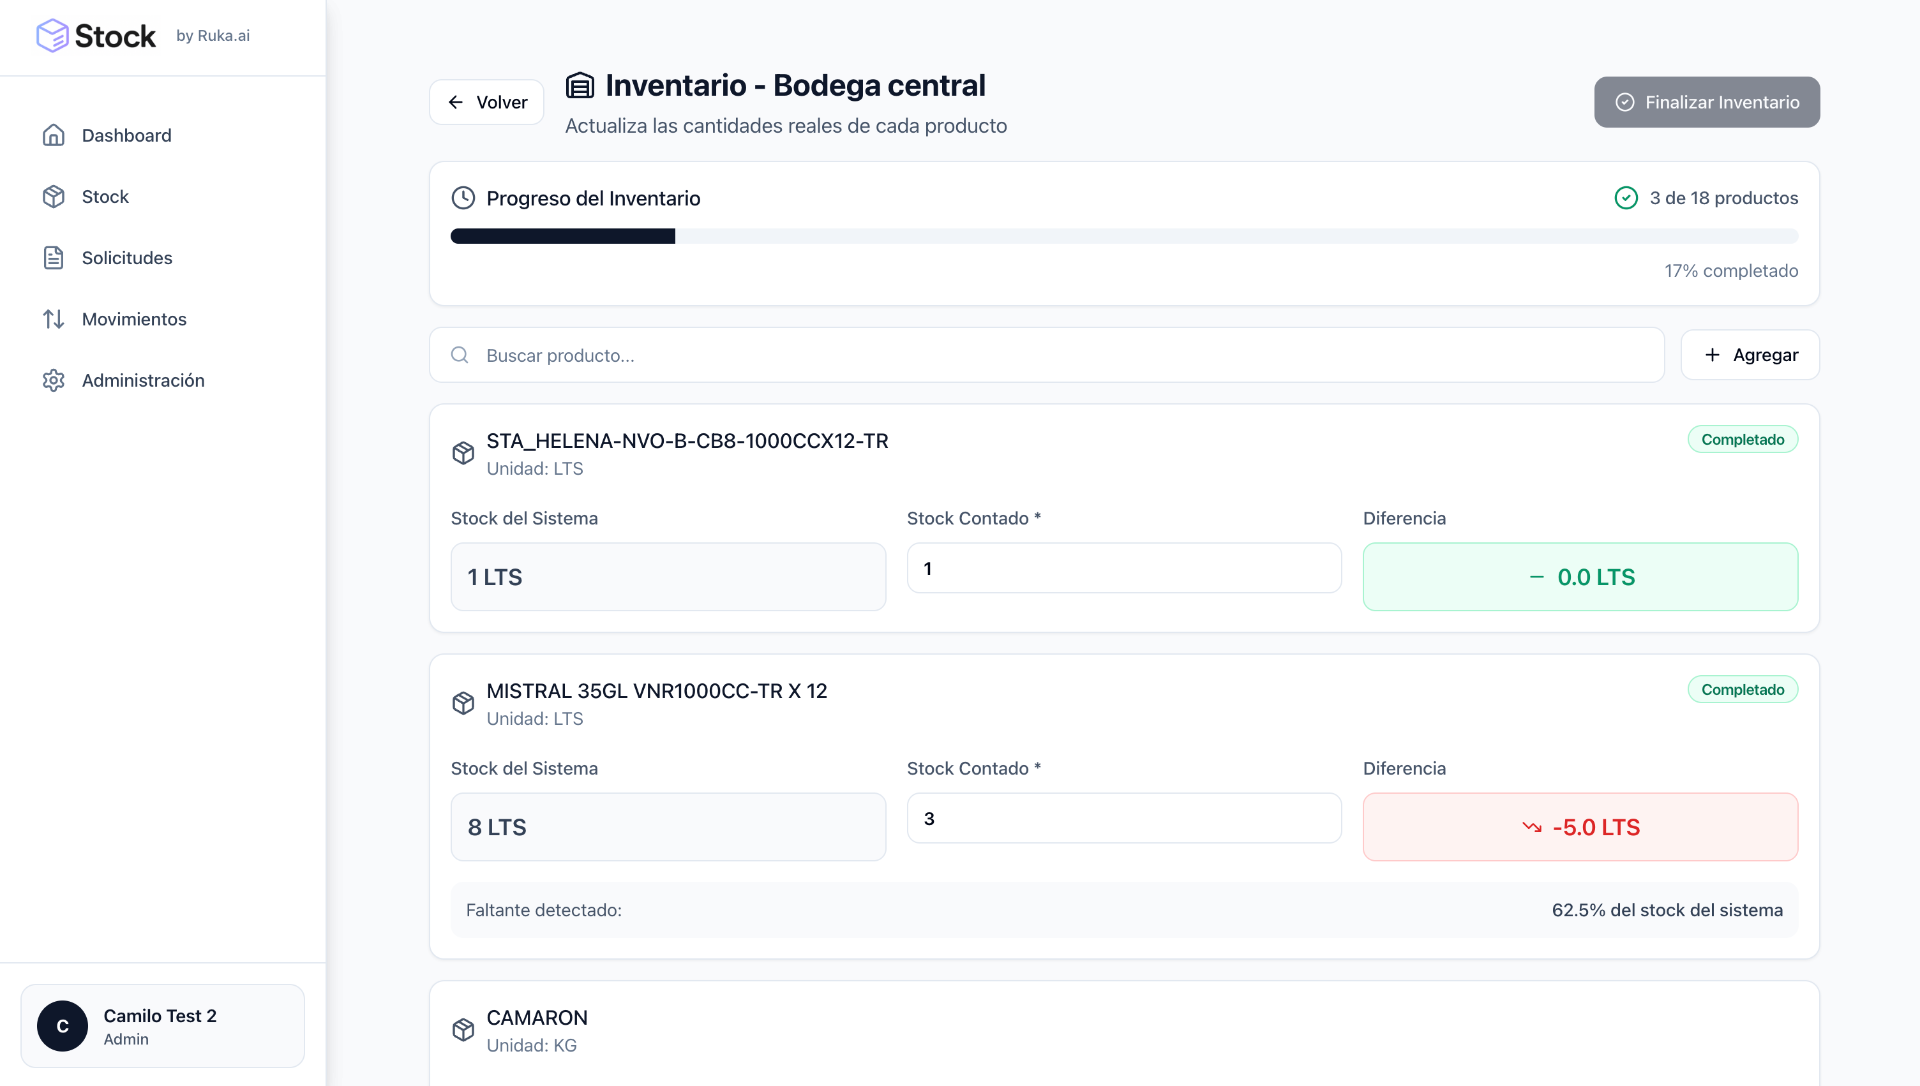 Stock by Ruka.ai
Dashboard
Stock
Solicitudes
Movimientos
Administración
C
Camilo Test 2
Admin
Volver
Inventario - Bodega central
Actualiza las cantidades reales de cada producto
Finalizar Inventario
Progreso del Inventario
3 de 18 productos
17% completado
Buscar producto...
Agregar
STA_HELENA-NVO-B-CB8-1000CCX12-TR
Unidad: LTS
Completado
Stock del Sistema
Stock Contado *
Diferencia
1 LTS
1
0.0 LTS
MISTRAL 35GL VNR1000CC-TR X 12
Unidad: LTS
Completado
Stock del Sistema
Stock Contado *
Diferencia
8 LTS
3
-5.0 LTS
Faltante detectado:
62.5% del stock del sistema
CAMARON
Unidad: KG